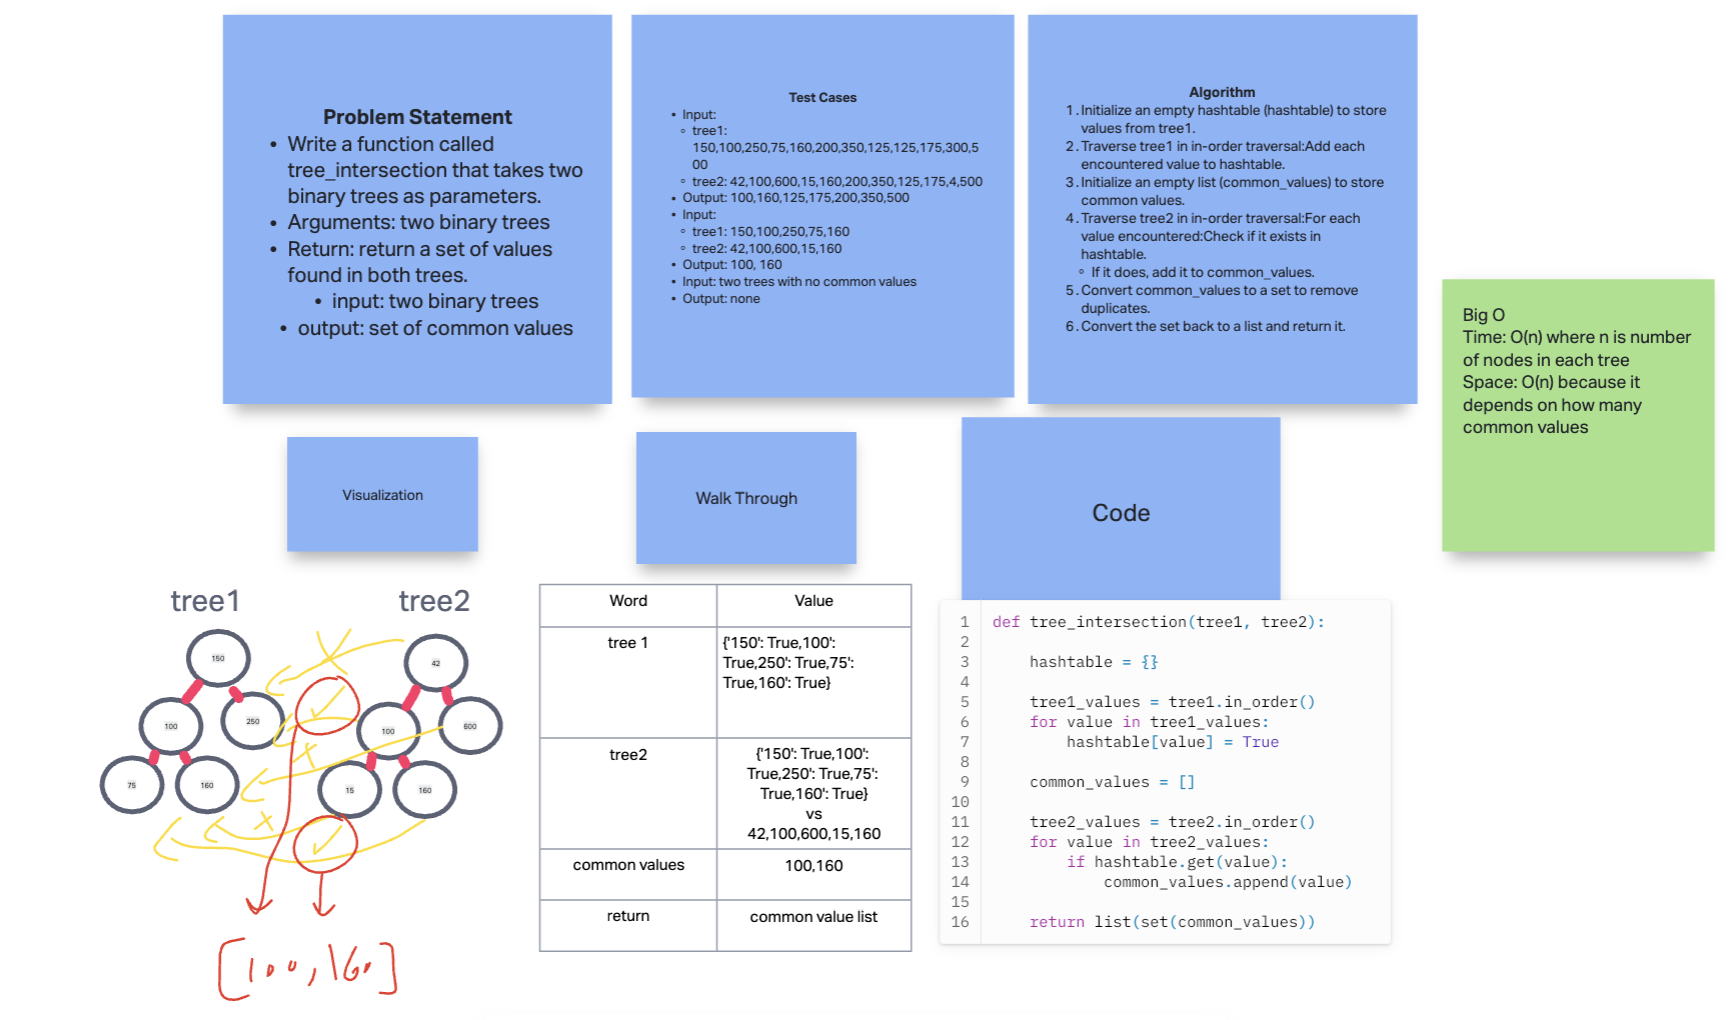 Problem Statement
• Write a function called
tree_intersection that takes two
binary trees as parameters.
• Arguments: two binary trees
• Return: return a set of values
found in both trees.
• input: two binary trees
• output: set of common values
Test Cases
• Input:
◦ tree1:
150,100,250,75,160,200,350,125,125,175,300,5
00
◦ tree2: 42,100,600,15,160,200,350,125,175,4,500
• Output: 100,160,125,175,200,350,500
• Input:
◦ tree1: 150,100,250,75,160
◦ tree2: 42,100,600,15,160
• Output: 100, 160
• Input: two trees with no common values
• Output: none
Algorithm
1. Initialize an empty hashtable (hashtable) to store
values from tree1.
2. Traverse tree1 in in-order traversal:Add each
encountered value to hashtable.
3. Initialize an empty list (common_values) to store
common values.
4. Traverse tree2 in in-order traversal:For each
value encountered:Check if it exists in
hashtable.
◦ If it does, add it to common_values.
5. Convert common_values to a set to remove
duplicates.
6. Convert the set back to a list and return it.
Big O
Time: O(n) where n is number
of nodes in each tree
Space: O(n) because it
depends on how many
common values
Visualization
Walk Through
Code
tree1
150
100
250
75
160
tree2
42
100
600
15
160
[100,160]
Word Value
tree 1 {'150': True,100':
True,250': True,75':
True,160': True}
tree2 {'150': True,100':
True,250': True,75':
True,160': True}
vs
42,100,600,15,160
common values 100,160
return common value list
1 def tree_intersection(tree1, tree2):
2
3 hashtable = {}
4
5 tree1_values = tree1.in_order()
6 for value in tree1_values:
7 hashtable[value] = True
8
9 common_values = []
10
11 tree2_values = tree2.in_order()
12 for value in tree2_values:
13 if hashtable.get(value):
14 common_values.append(value)
15
16 return list(set(common_values))